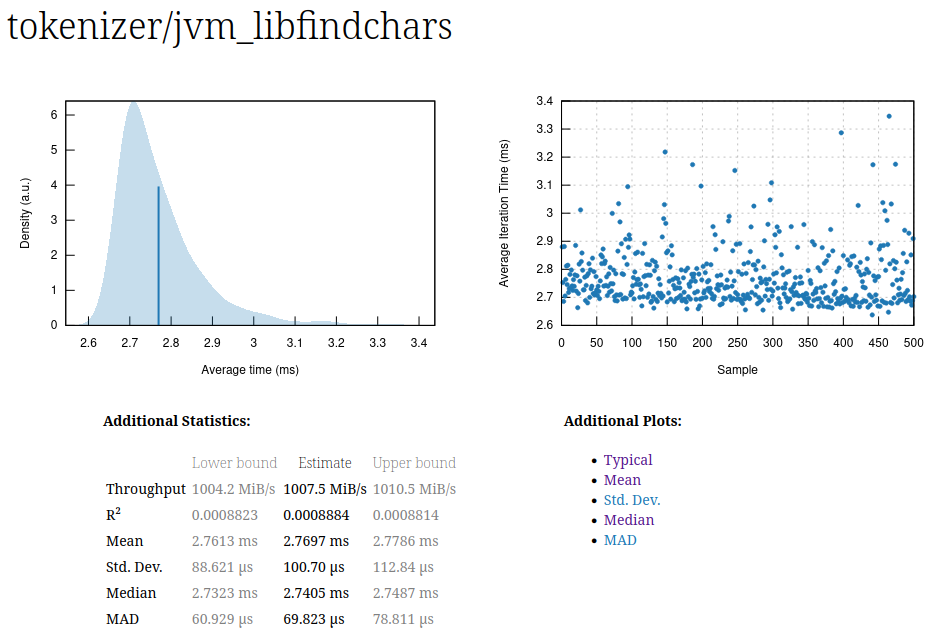 tokenizer/jvm_libfindchars
Density (a.u.)
6
5
4
3
2
1
0
2.6 2.7 2.8 2.9 3 3.1 3.2 3.3 3.4
Average time (ms)
Average Iteration Time (ms)
3.4
3.3
3.2
3.1
3
2.9
2.8
2.7
2.6
0 50 100 150 200 250 300 350 400 450 500
Sample
Additional Statistics:
Lower bound Estimate Upper bound
Throughput 1004.2 MiB/s 1007.5 MiB/s 1010.5 MiB/s
R² 0.0008823 0.0008884 0.0008814
Mean 2.7613 ms 2.7697 ms 2.7786 ms
Std. Dev. 88.621 µs 100.70 µs 112.84 µs
Median 2.7323 ms 2.7405 ms 2.7487 ms
MAD 60.929 µs 69.823 µs 78.811 µs
Additional Plots:
• Typical
• Mean
• Std. Dev.
• Median
• MAD